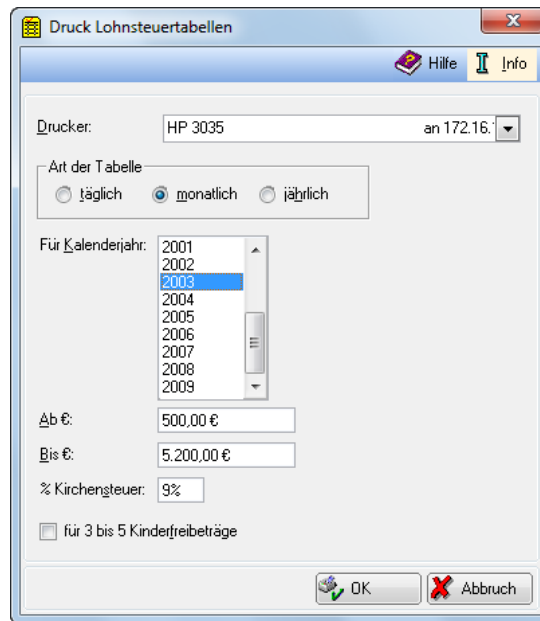 Druck Lohnsteuertabellen
Hilfe Info
Drucker: HP 3035 an 172.16.
Art der Tabelle
täglich monatlich jährlich
Für Kalenderjahr: 2001
2002
2003
2004
2005
2006
2007
2008
2009
Ab €: 500,00 €
Bis €: 5.200,00 €
% Kirchensteuer: 9%
für 3 bis 5 Kinderfreibeträge
OK Abbruch